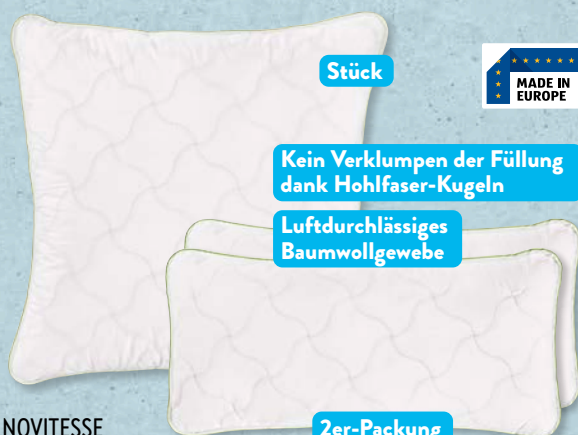 Stück
MADE IN
EUROPE
Kein Verklumpen der Füllung
dank Hohlfaser-Kugeln
Luftdurchlässiges
Baumwollgewebe
NOVITESSE
2er-Packung